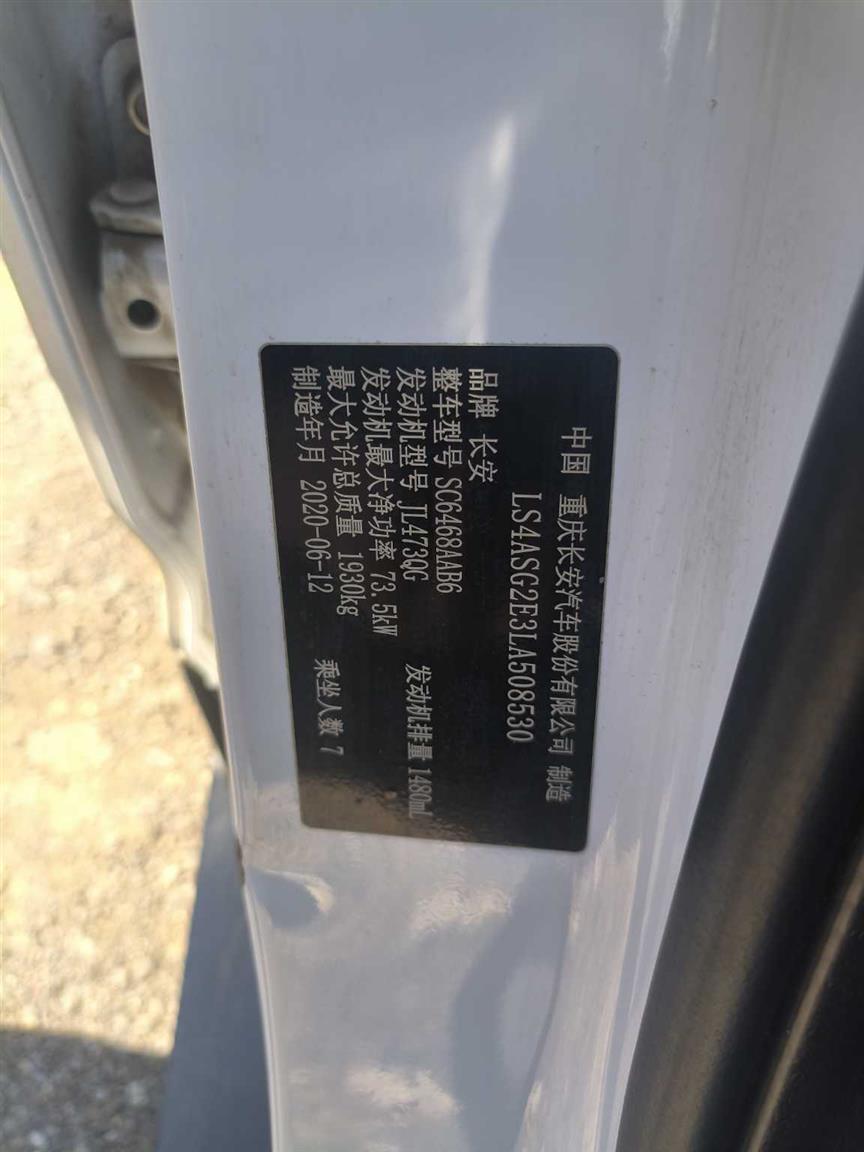 中国 重庆长安汽车股份有限公司 制造
LS4ASG2E3LA508530
品牌 长安
整车型号 SC6468AAB6
发动机型号 JL473QG 发动机排量 1480mL
发动机最大净功率 73.5kW
最大允许总质量 1930kg
制造年月 2020-06-12 乘坐人数 7